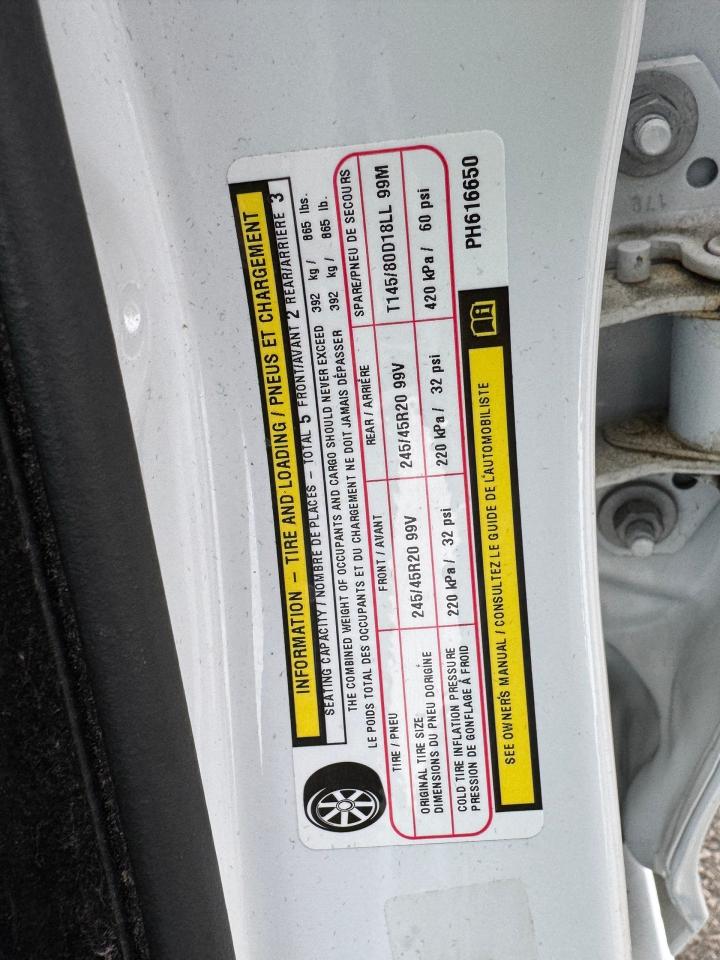 INFORMATION – TIRE AND LOADING / PNEUS ET CHARGEMENT
SEATING CAPACITY / NOMBRE DE PLACES – TOTAL 5 FRONT/AVANT 2 REAR/ARRIÈRE 3
THE COMBINED WEIGHT OF OCCUPANTS AND CARGO SHOULD NEVER EXCEED 392 kg / 865 lbs.
LE POIDS TOTAL DES OCCUPANTS ET DU CHARGEMENT NE DOIT JAMAIS DÉPASSER 392 kg / 865 lb.
TIRE / PNEU FRONT / AVANT REAR / ARRIÈRE SPARE/PNEU DE SECOURS
ORIGINAL TIRE SIZE 245/45R20 99V 245/45R20 99V T145/80D18LL 99M
DIMENSIONS DU PNEU DORIGINE
COLD TIRE INFLATION PRESSURE 220 kPa / 32 psi 220 kPa / 32 psi 420 kPa / 60 psi
PRESSION DE GONFLAGE À FROID
SEE OWNER'S MANUAL / CONSULTEZ LE GUIDE DE L'AUTOMOBILISTE
PH616650